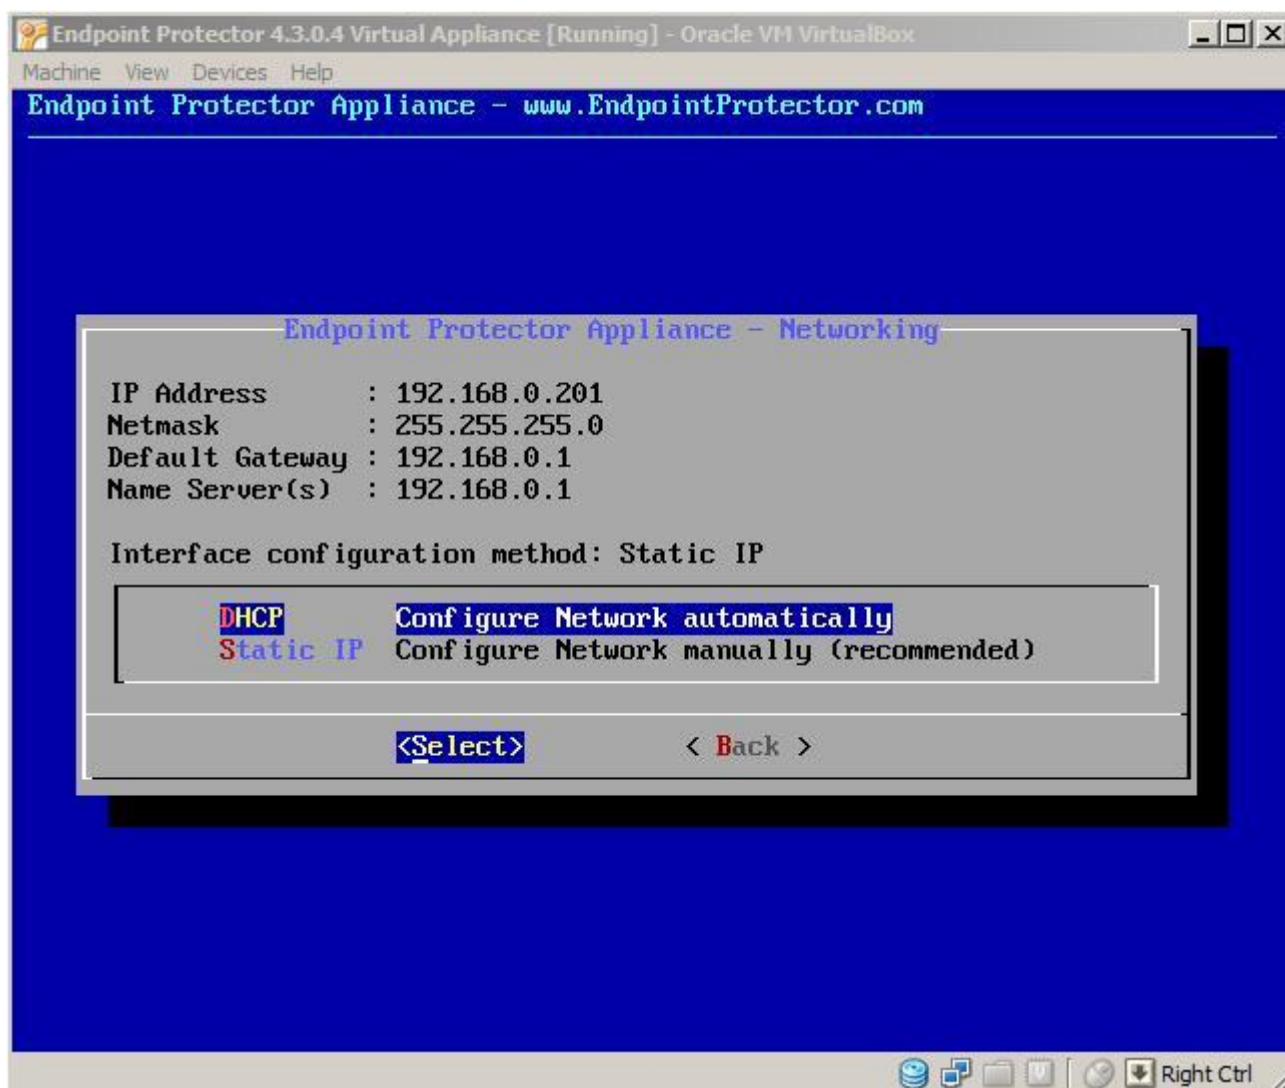 Endpoint Protector 4.3.0.4 Virtual Appliance [Running] - Oracle VM VirtualBox
Machine View Devices Help
Endpoint Protector Appliance - www.EndpointProtector.com
Endpoint Protector Appliance - Networking
IP Address : 192.168.0.201
Netmask : 255.255.255.0
Default Gateway : 192.168.0.1
Name Server(s) : 192.168.0.1
Interface configuration method: Static IP
DHCP Configure Network automatically
Static IP Configure Network manually (recommended)
<Select> < Back >
Right Ctrl